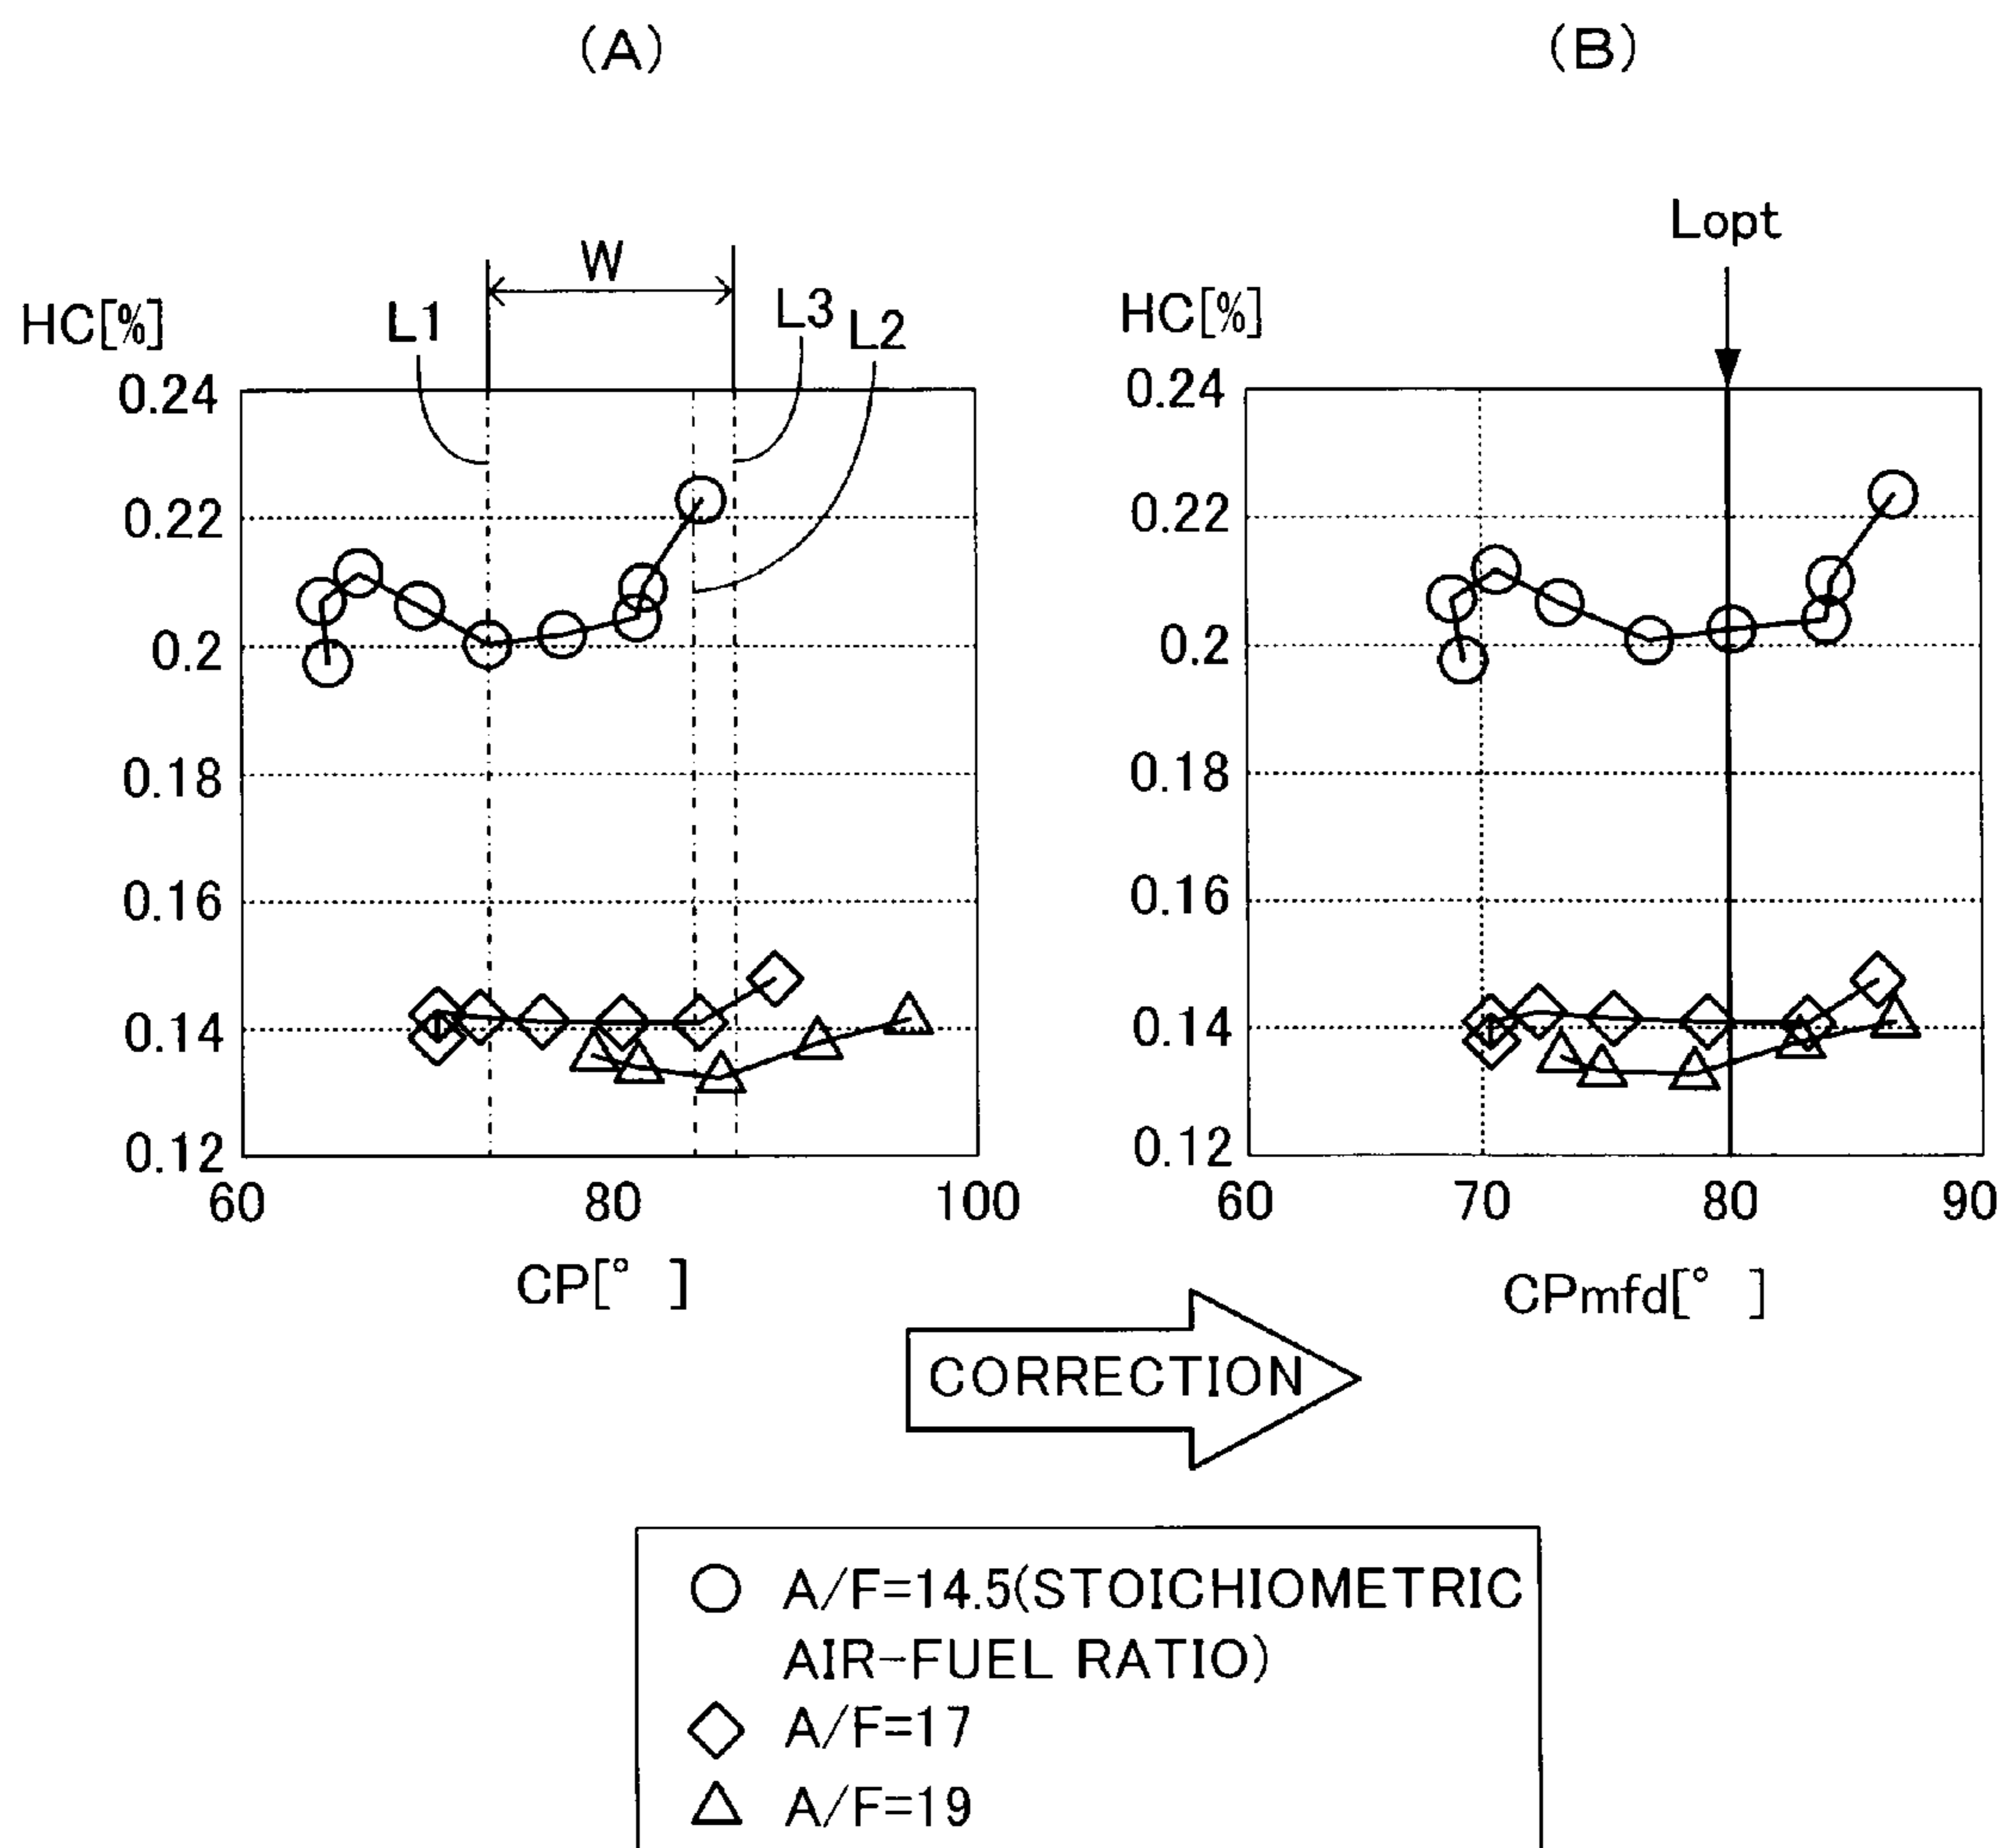 (A)
(B)
Lopt
W
L1
L3
L2
HC[%]
HC[%]
0.24
0.22
0.2
0.18
0.16
0.14
0.12
60
80
100
CP[° ]
0.24
0.22
0.2
0.18
0.16
0.14
0.12
60
70
80
90
CPmfd[° ]
CORRECTION
A/F=14.5(STOICHIOMETRIC
AIR-FUEL RATIO)
A/F=17
A/F=19